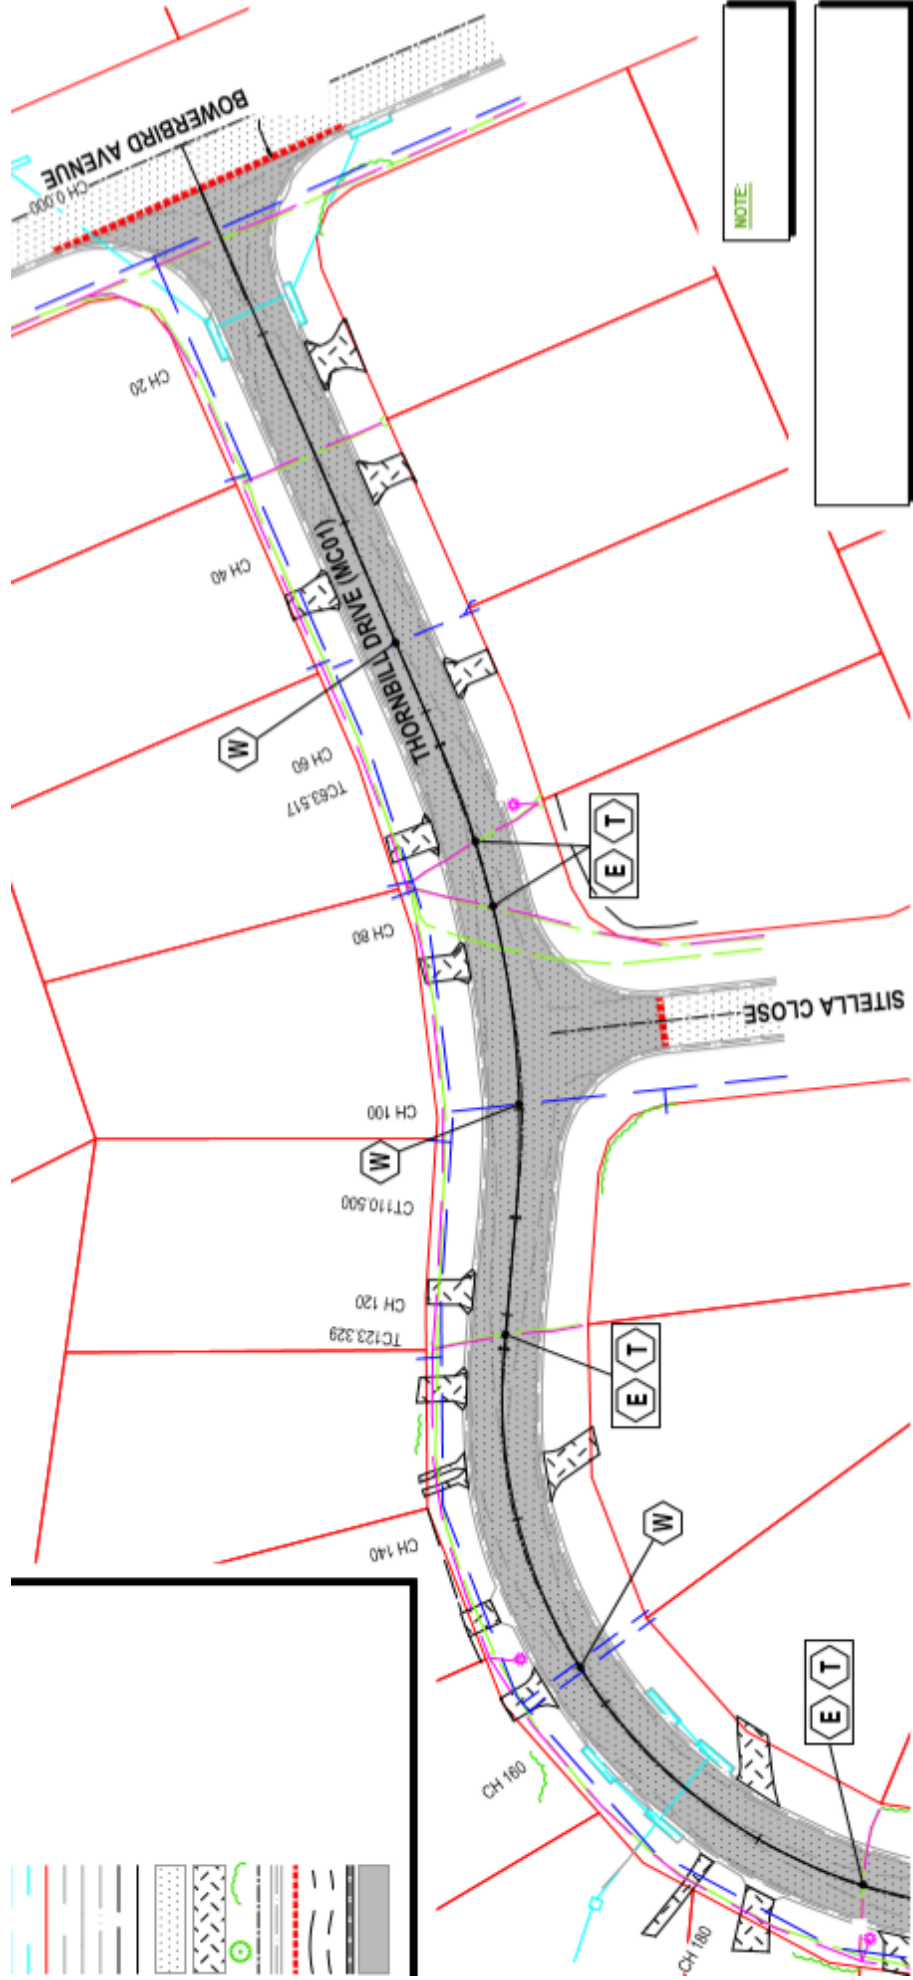 BOWERBIRD AVENUE
CH 0.000
NOTE:
CH 20
CH 40
THORNBILL DRIVE (MC01)
W
CH 60
TC63.517
E T
CH 80
SITELLA CLOSE
CH 100
W
CT110.500
CH 120
TC123.329
E T
CH 140
W
E T
CH 160
CH 180